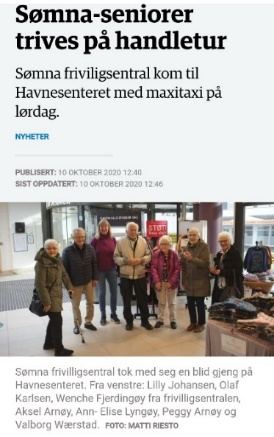 Sømna-seniorer
trives på handletur
Sømna friviligsentral kom til
Havnesenteret med maxitaxi på
lørdag.
NYHETER
PUBLISERT: 10 OKTOBER 2020 12:40
SIST OPPDATERT: 10 OKTOBER 2020 12:46
Sømna frivilligsentral tok med seg en blid gjeng på
Havnesenteret. Fra venstre: Lilly Johansen, Olaf
Karlsen, Wenche Fjerdingøy fra frivilligsentralen,
Aksel Arnøy, Ann- Elise Lyngøy, Peggy Arnøy og
Valborg Wærstad. FOTO: MATTI RIESTO